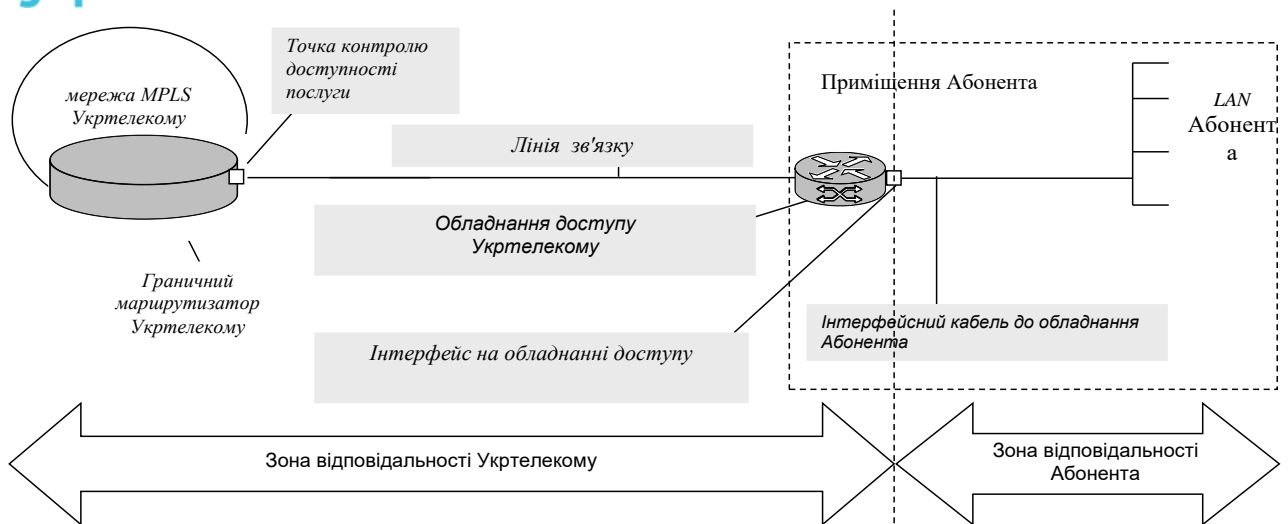 Точка контролю
доступності
послуги
мережа MPLS
Укртелекому
Приміщення Абонента
LAN
Абонент
а
Лінія зв'язку
Обладнання доступу
Укртелекому
Граничний
маршрутизатор
Укртелекому
Інтерфейс на обладнанні доступу
Інтерфейсний кабель до обладнання
Абонента
Зона відповідальності Укртелекому
Зона відповідальності
Абонента